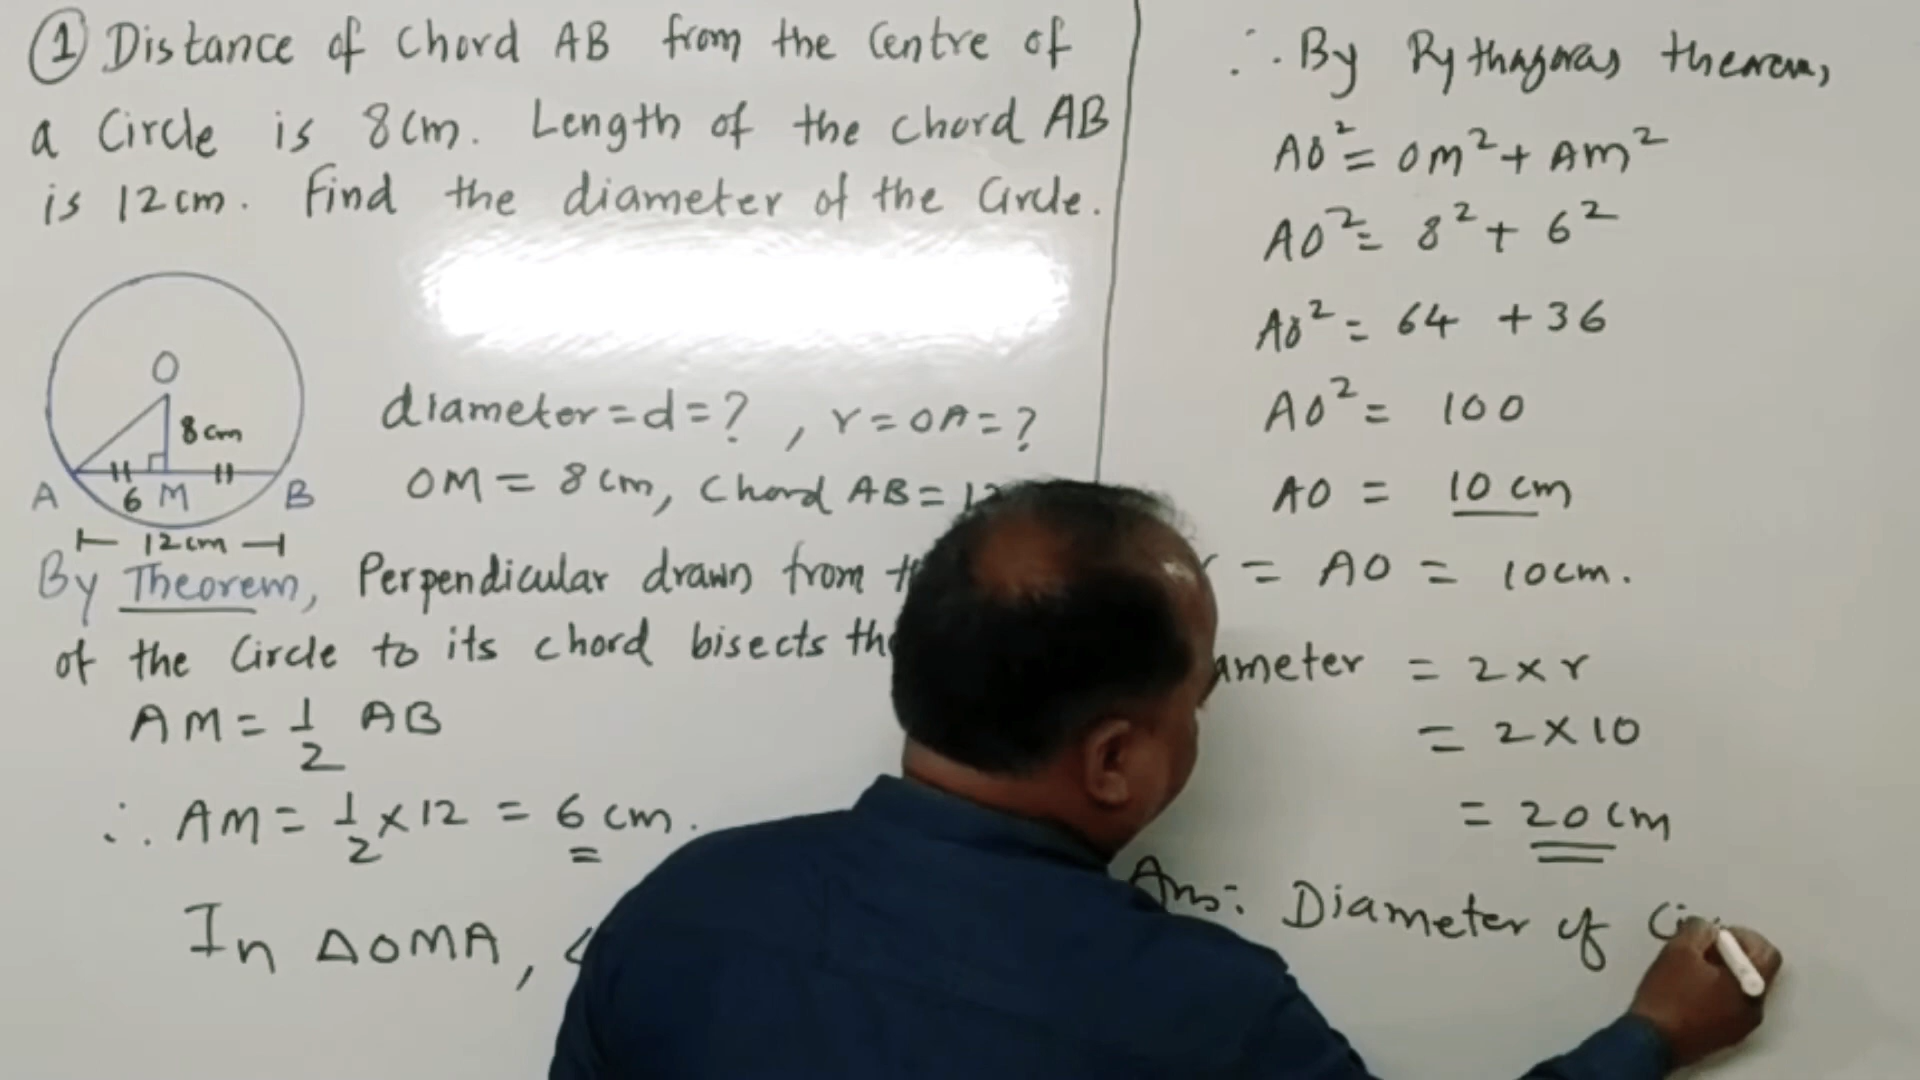 ① Distance of Chord AB from the Centre of
a Circle is 8cm. Length of the chord AB
is 12cm. Find the diameter of the Circle.
O
8cm
A 6 M B
12cm
diameter = d = ?, r = OA = ?
OM = 8cm, Chord AB = 12
By Theorem, Perpendicular drawn from
of the Circle to its chord bisects the
AM = 1/2 AB
∴ AM = 1/2 × 12 = 6 cm.
In △OMA,
∴ By Pythagoras theorem,
AO² = OM² + AM²
AO² = 8² + 6²
AO² = 64 + 36
AO² = 100
AO = 10 cm
= AO = 10cm.
ameter = 2 × r
= 2 × 10
= 20 cm
Ans: Diameter of Ci